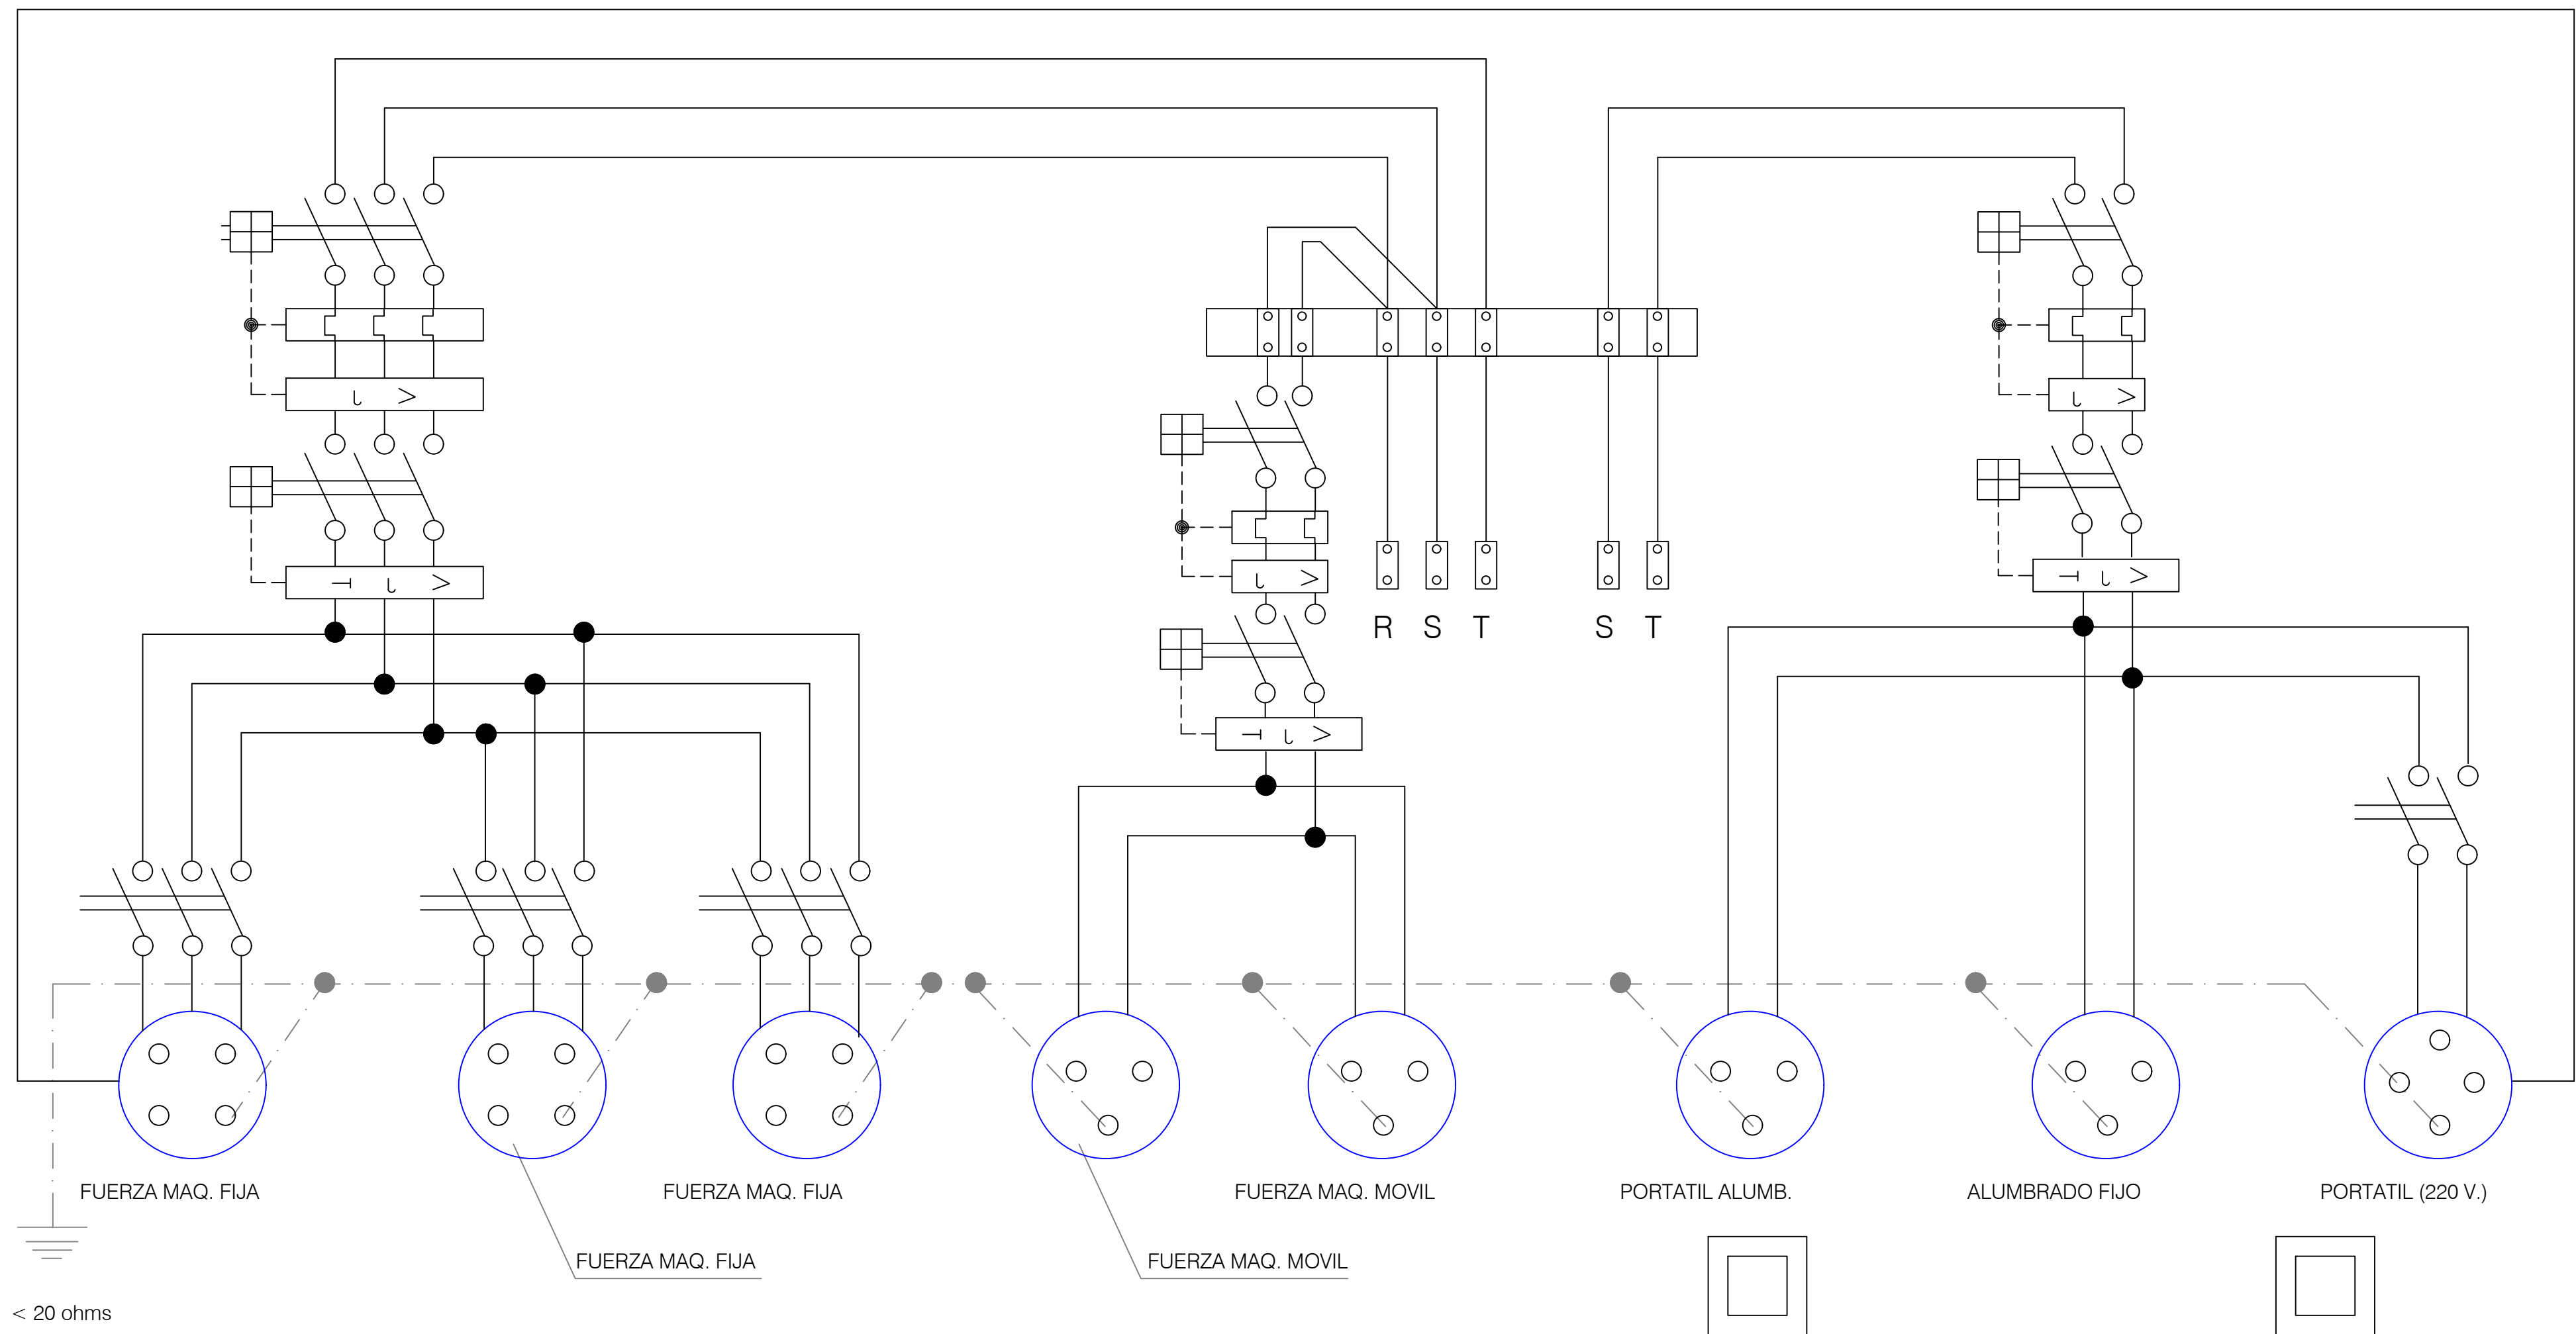 R S T S T
FUERZA MAQ. FIJA
FUERZA MAQ. FIJA
FUERZA MAQ. MOVIL
PORTATIL ALUMB.
ALUMBRADO FIJO
PORTATIL (220 V.)
FUERZA MAQ. FIJA
FUERZA MAQ. MOVIL
< 20 ohms